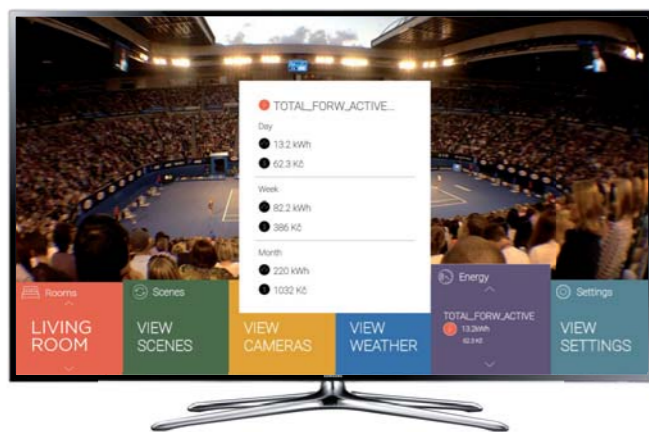 TOTAL_FORW_ACTIVE...
Day
13.2 kWh
62.3 Kč
Week
82.2 kWh
386 Kč
Month
220 kWh
1032 Kč
Rooms
LIVING
ROOM
Scenes
VIEW
SCENES
VIEW
CAMERAS
VIEW
WEATHER
Energy
TOTAL_FORW_ACTIVE
13.2kWh
62.3 Kč
Settings
VIEW
SETTINGS